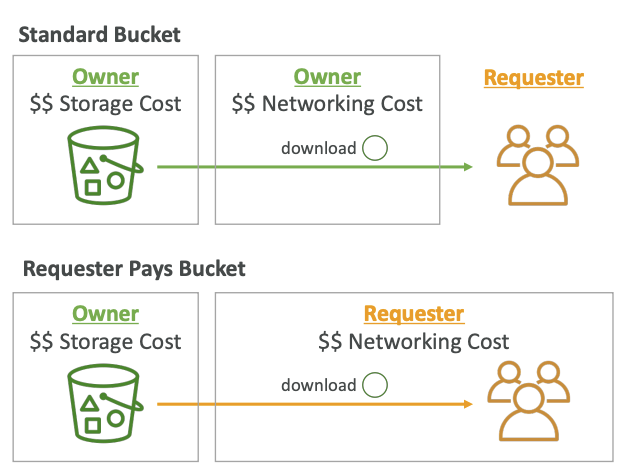 Standard Bucket
Owner
$$ Storage Cost
Owner
$$ Networking Cost
download
Requester
Requester Pays Bucket
Owner
$$ Storage Cost
Requester
$$ Networking Cost
download